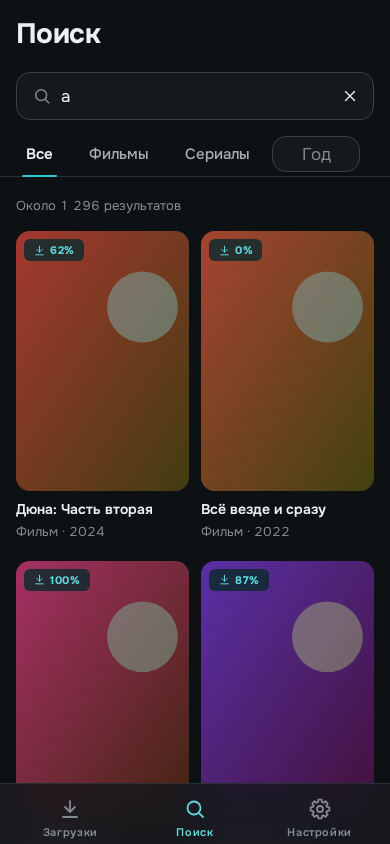 Поиск
а
Все Фильмы Сериалы Год
Около 1 296 результатов
62% 0%
Дюна: Часть вторая Всё везде и сразу
Фильм · 2024 Фильм · 2022
100% 87%
Загрузки Поиск Настройки